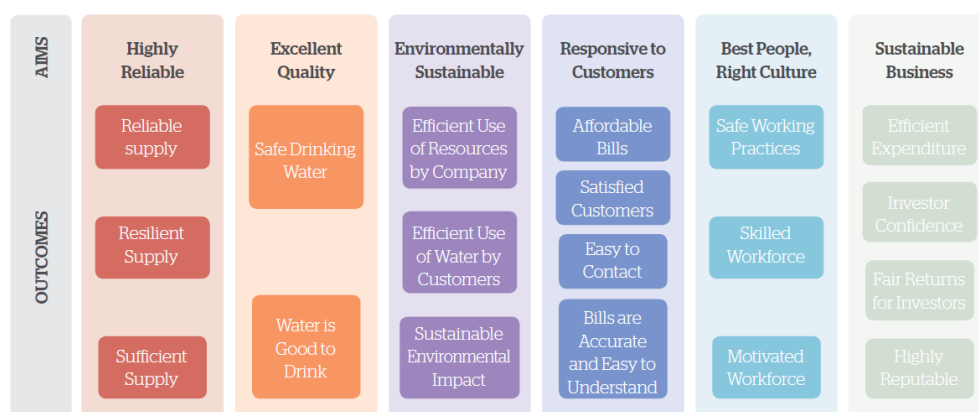 AIMS
Highly
Reliable
Excellent
Quality
Environmentally
Sustainable
Responsive to
Customers
Best People,
Right Culture
Sustainable
Business
OUTCOMES
Reliable
supply
Resilient
Supply
Sufficient
Supply
Safe Drinking
Water
Water is
Good to
Drink
Efficient Use
of Resources
by Company
Efficient Use
of Water by
Customers
Sustainable
Environmental
Impact
Affordable
Bills
Satisfied
Customers
Easy to
Contact
Bills are
Accurate
and Easy to
Understand
Safe Working
Practices
Skilled
Workforce
Motivated
Workforce
Efficient
Expenditure
Investor
Confidence
Fair Returns
for Investors
Highly
Reputable